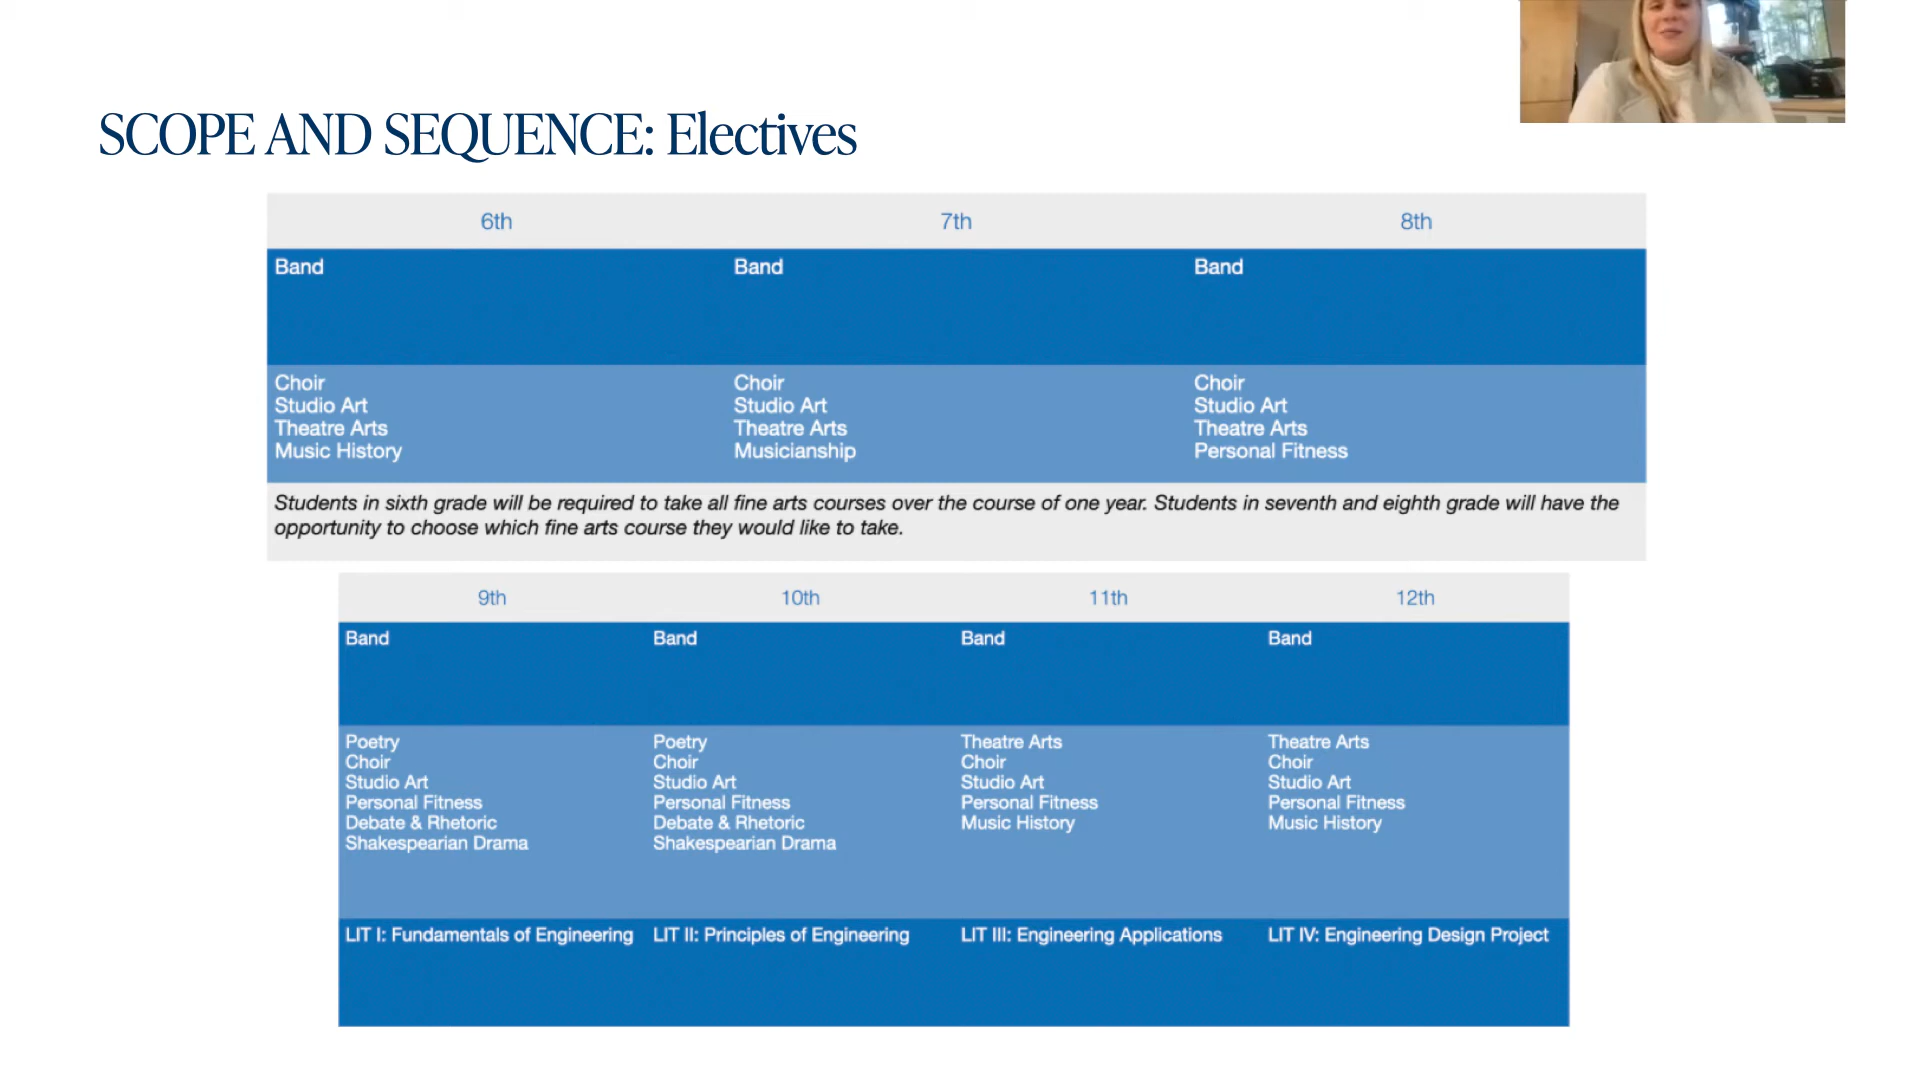 SCOPE AND SEQUENCE: Electives
6th 7th 8th
Band Band Band
Choir Choir Choir
Studio Art Studio Art Studio Art
Theatre Arts Theatre Arts Theatre Arts
Music History Musicianship Personal Fitness
Students in sixth grade will be required to take all fine arts courses over the course of one year. Students in seventh and eighth grade will have the
opportunity to choose which fine arts course they would like to take.
9th 10th 11th 12th
Band Band Band Band
Poetry Poetry Theatre Arts Theatre Arts
Choir Choir Choir Choir
Studio Art Studio Art Studio Art Studio Art
Personal Fitness Personal Fitness Personal Fitness Personal Fitness
Debate & Rhetoric Debate & Rhetoric Music History Music History
Shakespearian Drama Shakespearian Drama
LIT I: Fundamentals of Engineering LIT II: Principles of Engineering LIT III: Engineering Applications LIT IV: Engineering Design Project